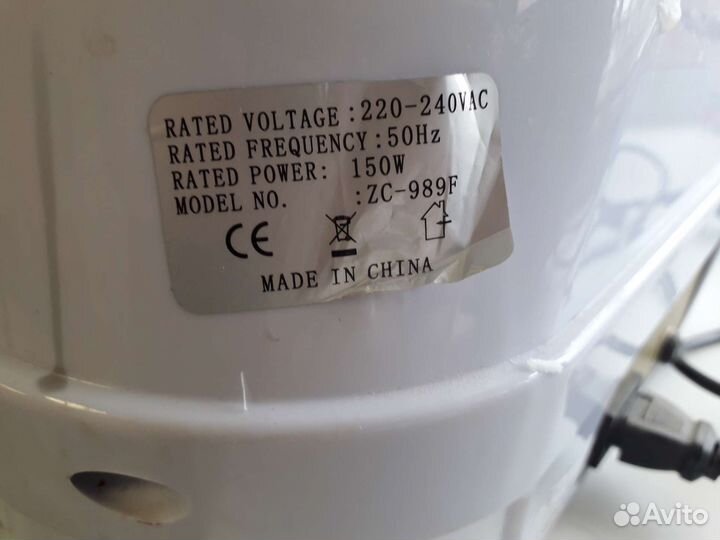 RATED VOLTAGE :220-240VAC
RATED FREQUENCY :50Hz
RATED POWER: 150W
MODEL NO. :ZC-989F
CE
MADE IN CHINA
Avito